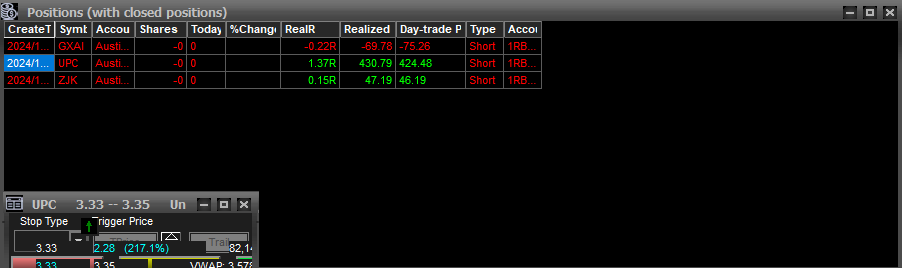 Positions (with closed positions)
CreateT Symb Accou Shares Today %Change RealR Realized Day-trade P Type Accou
2024/1... GXAI Austi... -0 0 -0.22R -69.78 -75.26 Short 1RB...
2024/1... UPC Austi... -0 0 1.37R 430.79 424.48 Short 1RB...
2024/1... ZJK Austi... -0 0 0.15R 47.19 46.19 Short 1RB...
UPC 3.33 -- 3.35 Un
Stop Type Trigger Price
Trail
3.33 2.28 (217.1%) 82,14
3.33 3.35 VWAP: 3.578